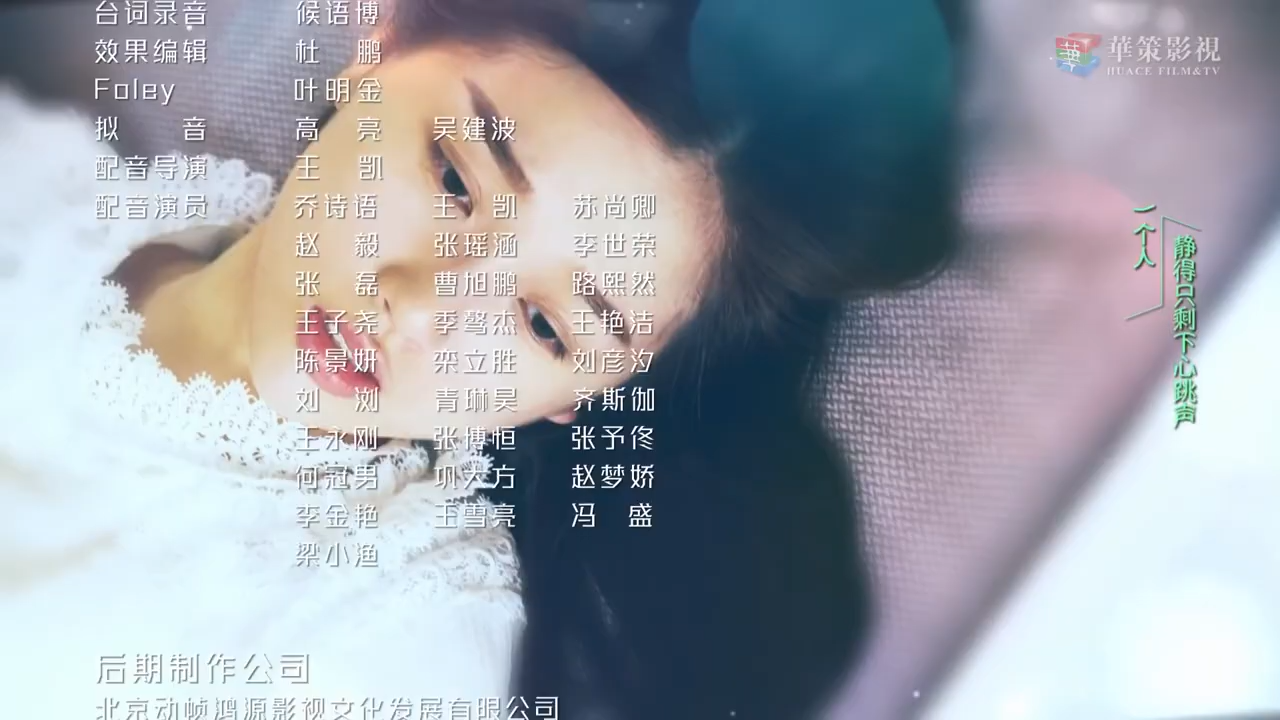 台词录音 候语博
效果编辑 杜鹏
Foley 叶明金
拟音 高亮 吴建波
配音导演 王凯
配音演员 乔诗语 王凯 苏尚卿
赵毅 张瑶涵 李世荣
张磊 曹旭鹏 路熙然
王子尧 季骜杰 王艳洁
陈景妍 栾立胜 刘彦汐
刘浏 青琳昊 齐斯伽
王永刚 张博恒 张予佟
何冠男 巩大方 赵梦娇
李金艳 王雪亮 冯盛
梁小渔
后期制作公司
北京动帧鸿源影视文化发展有限公司
華策影視
HUACE FILM&TV
一个人
静得只剩下心跳声